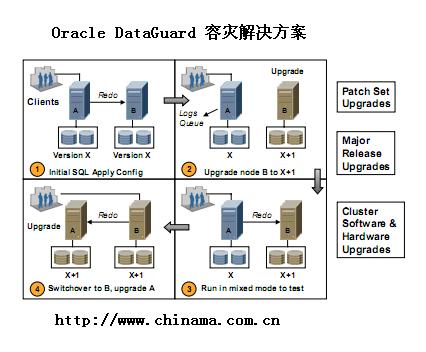 Oracle DataGuard 容灾解决方案
Clients
A
Redo
B
Version X
Version X
1 Initial SQL Apply Config
Upgrade
A
B
Logs
Queue
X
X+1
2 Upgrade node B to X+1
Patch Set
Upgrades
Major
Release
Upgrades
Cluster
Software &
Hardware
Upgrades
Upgrade
A
Redo
B
X+1
X+1
4 Switchover to B, upgrade A
A
Redo
B
X
X+1
3 Run in mixed mode to test
http://www.chinama.com.cn